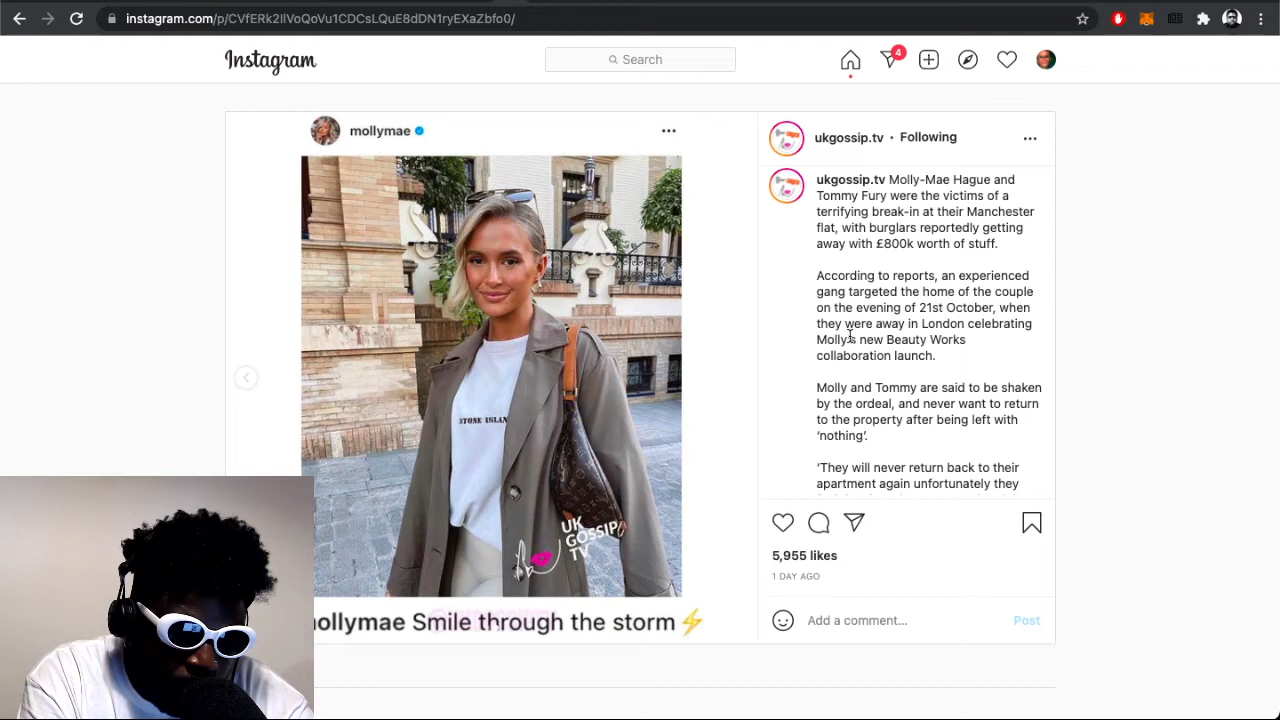 instagram.com/p/CVfERk2IlVoQoVu1CDCsLQuE8dDN1ryEXaZbfo0/
Instagram
Search
4
mollymae
ukgossip.tv • Following
ukgossip.tv Molly-Mae Hague and
Tommy Fury were the victims of a
terrifying break-in at their Manchester
flat, with burglars reportedly getting
away with £800k worth of stuff.
According to reports, an experienced
gang targeted the home of the couple
on the evening of 21st October, when
they were away in London celebrating
Molly's new Beauty Works
collaboration launch.
Molly and Tommy are said to be shaken
by the ordeal, and never want to return
to the property after being left with
‘nothing’.
‘They will never return back to their
apartment again unfortunately they
STONE ISLAN
UK
GOSSIP
TV
ollymae Smile through the storm ⚡
5,955 likes
1 DAY AGO
Add a comment...
Post